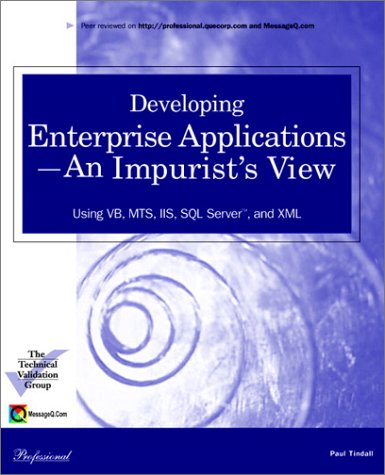 Peer reviewed on http://professional.quecorp.com and MessageQ.com
Developing
Enterprise Applications
—An Impurist's View
Using VB, MTS, IIS, SQL Server™, and XML
The
Technical
Validation
Group
MessageQ.Com
Professional
Paul Tindall